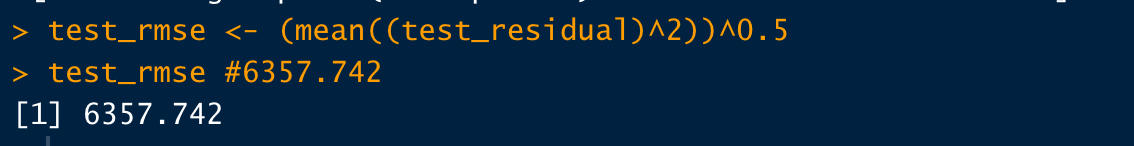 > test_rmse <- (mean((test_residual)^2))^0.5
> test_rmse #6357.742
[1] 6357.742